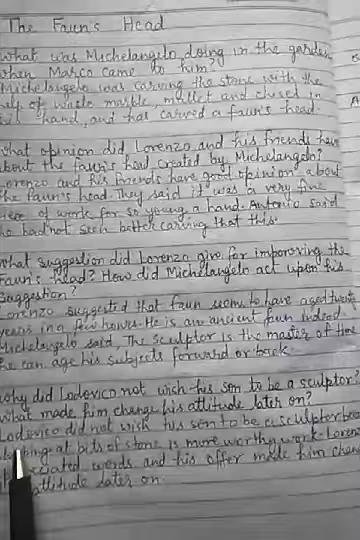 The Faun's Head
What was Michelangelo doing in the garden
when Marco came to him?
Michelangelo was carving the stone with the
help of waste marble, mullet and chisel in
hand, and has carved a faun's head.
What opinion did Lorenzo and his friends have
about the faun's head created by Michelangelo?
Lorenzo and his friends have good opinion about
the faun's head. They said it was a very fine
piece of work for so young a hand. Antonio said
he had not seen better carving that this.
What suggestion did Lorenzo give for imporoving the
Faun's Head? How did Michelangelo act upon his
suggestion?
Lorenzo suggested that faun seems to have aged twenty
years in a few hours. He is an ancient faun indeed
Michelangelo said. The sculptor is the master of time
he can age his subjects forward or back.
Why did Lodovico not wish his son to be a sculptor?
What made him change his attitude later on?
Lodovico did not wish his son to be a sculptor
at bits of stone is more worthy work. Lorenzo
words and his offer made him
attitude later on